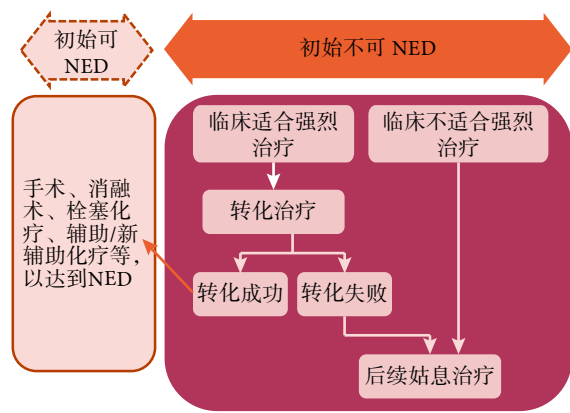 初始可
NED
初始不可 NED
手术、消融
术、栓塞化
疗、辅助/新
辅助化疗等，
以达到NED
临床适合强烈
治疗
临床不适合强烈
治疗
转化治疗
转化成功
转化失败
后续姑息治疗